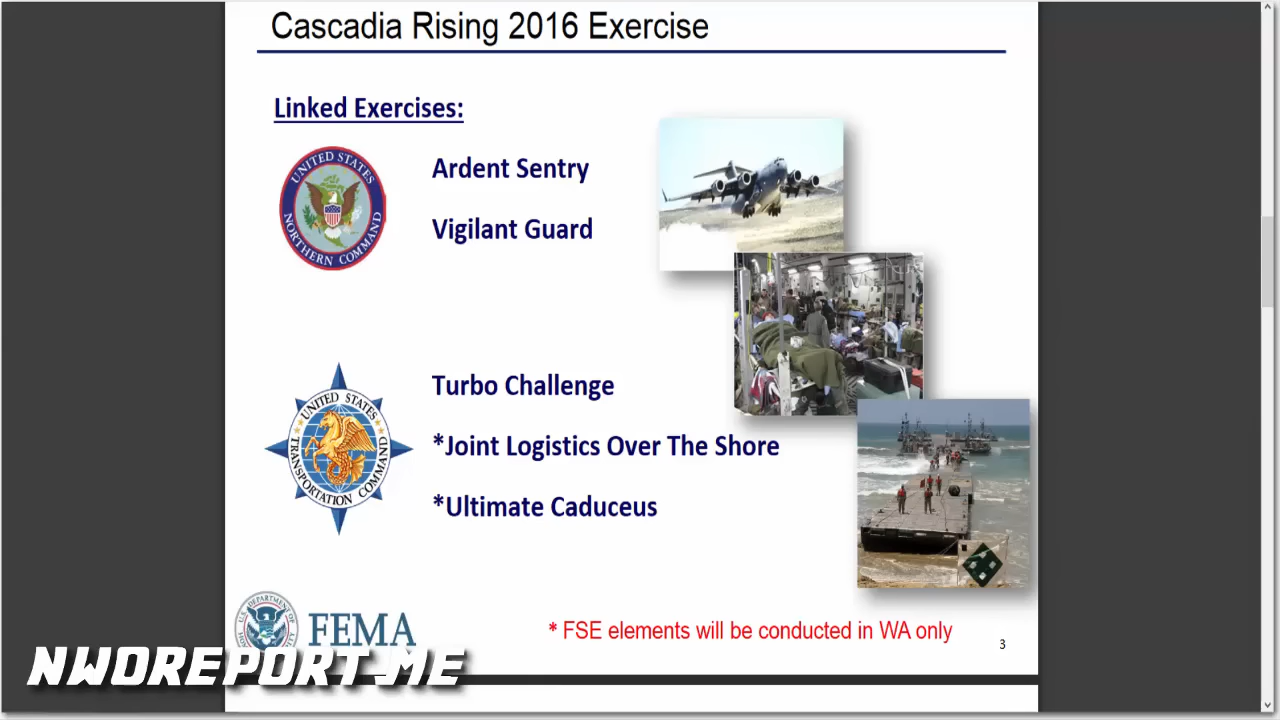 Cascadia Rising 2016 Exercise
Linked Exercises:
UNITED STATES
NORTHERN COMMAND
Ardent Sentry
Vigilant Guard
UNITED STATES
TRANSPORTATION COMMAND
Turbo Challenge
*Joint Logistics Over The Shore
*Ultimate Caduceus
FEMA
* FSE elements will be conducted in WA only
3
NWOREPORT.ME